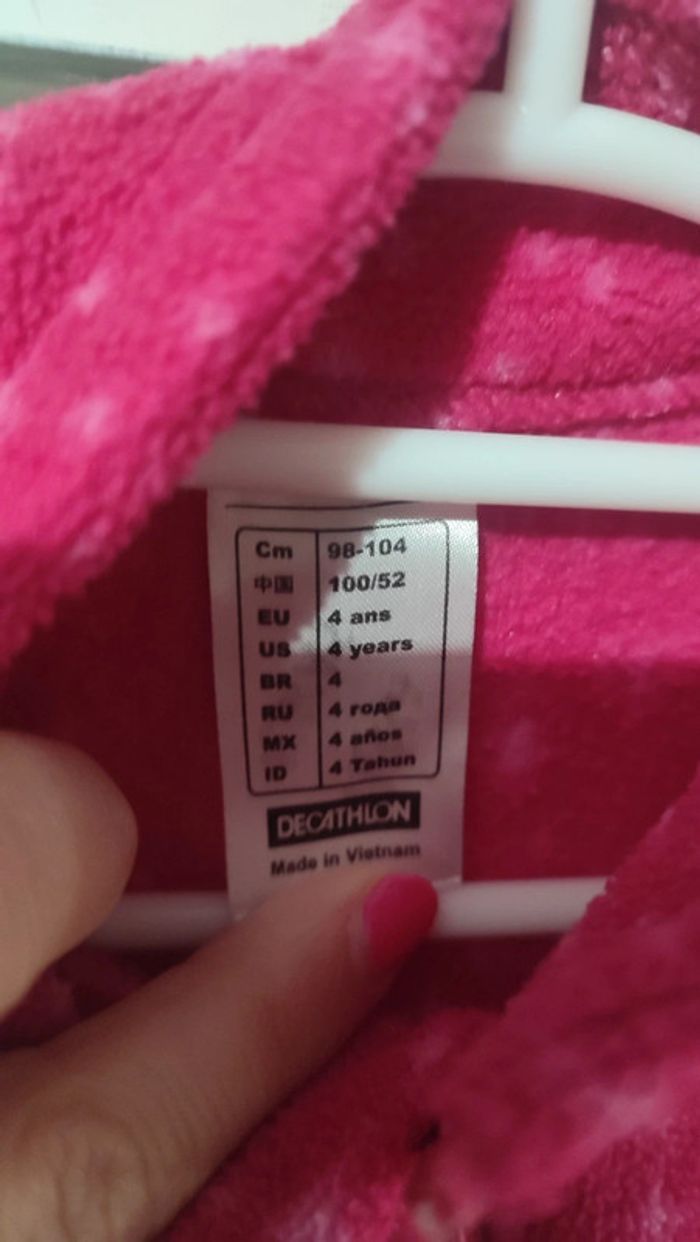 Cm 98-104
中国 100/52
EU 4 ans
US 4 years
BR 4
RU 4 года
MX 4 años
ID 4 Tahun
DECATHLON
Made in Vietnam